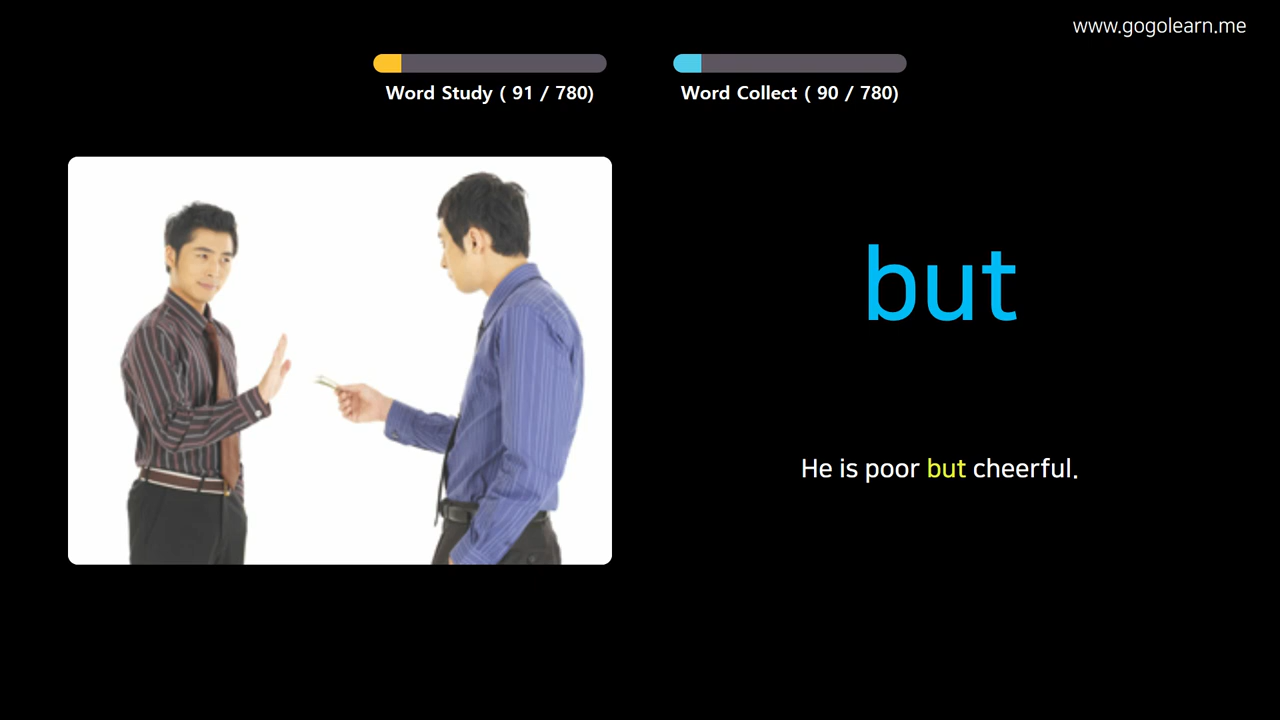 www.gogolearn.me
Word Study ( 91 / 780)
Word Collect ( 90 / 780)
but
He is poor but cheerful.